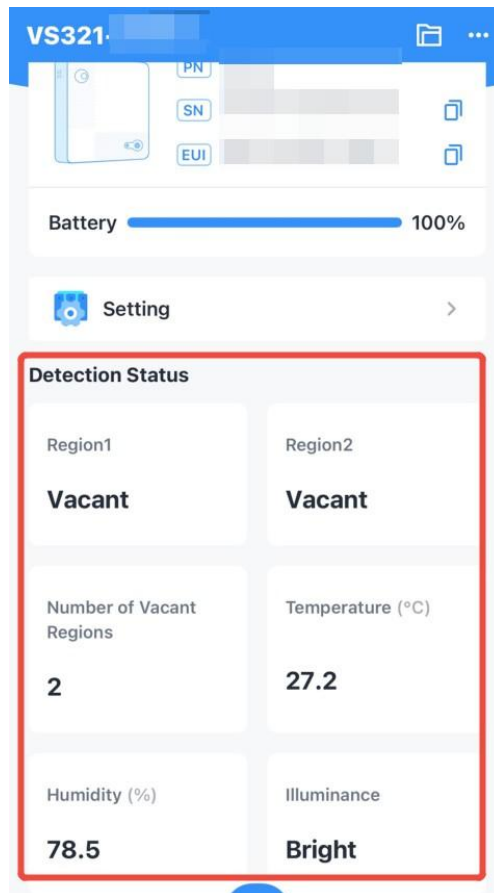 VS321-
PN
SN
EUI
Battery 100%
Setting
Detection Status
Region1 Region2
Vacant Vacant
Number of Vacant Temperature (°C)
Regions
2 27.2
Humidity (%) Illuminance
78.5 Bright